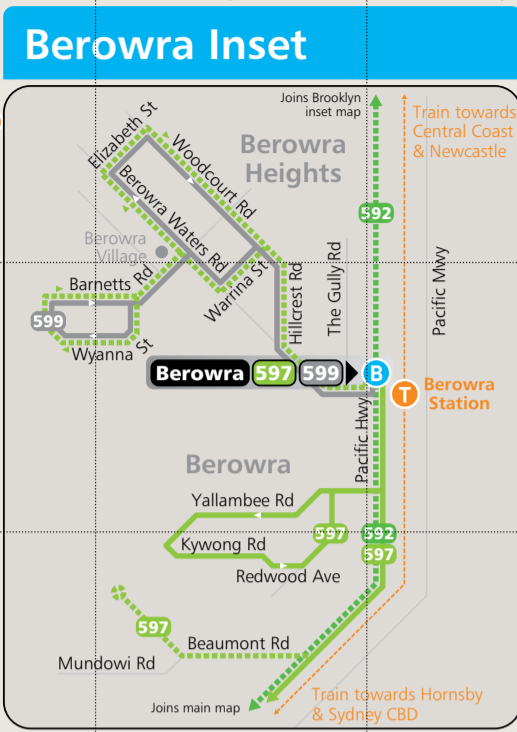 Berowra Inset
Joins Brooklyn
inset map
Train towards
Central Coast
& Newcastle
Elizabeth St
Woodcourt Rd
Berowra
Heights
592
Berowra Waters Rd
Berowra
Village
Warrina St
Barnetts Rd
Hillcrest Rd
The Gully Rd
Pacific Mwy
599
Wyanna St
Berowra 597 599
B
T
Berowra
Station
Pacific Hwy
Berowra
Yallambee Rd
597
592
597
Kywong Rd
Redwood Ave
597
Beaumont Rd
Mundowi Rd
Joins main map
Train towards Hornsby
& Sydney CBD